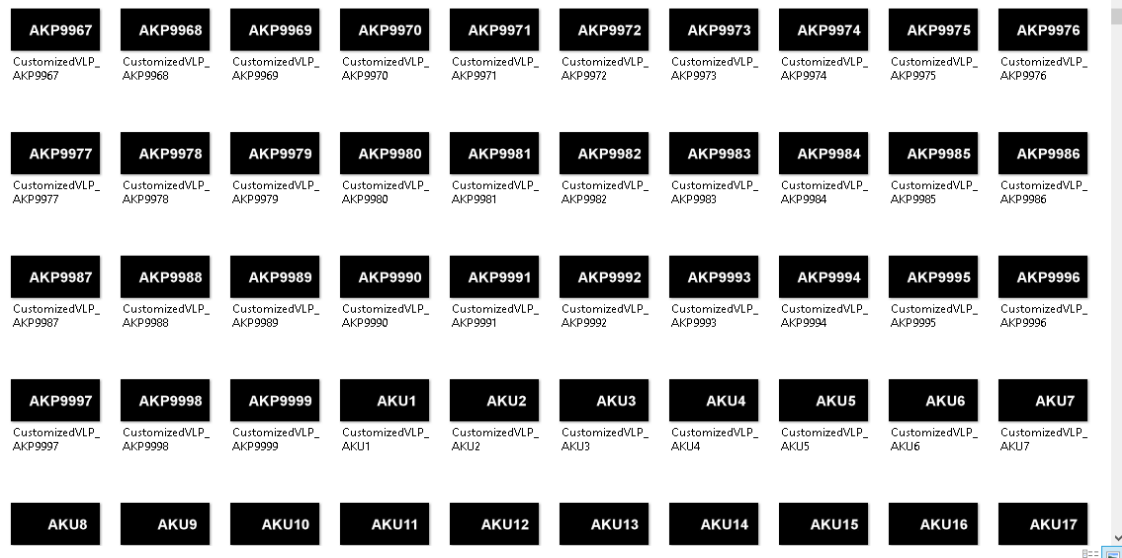 AKP9967 AKP9968 AKP9969 AKP9970 AKP9971 AKP9972 AKP9973 AKP9974 AKP9975 AKP9976
CustomizedVLP_ CustomizedVLP_ CustomizedVLP_ CustomizedVLP_ CustomizedVLP_ CustomizedVLP_ CustomizedVLP_ CustomizedVLP_ CustomizedVLP_ CustomizedVLP_
AKP9967 AKP9968 AKP9969 AKP9970 AKP9971 AKP9972 AKP9973 AKP9974 AKP9975 AKP9976
AKP9977 AKP9978 AKP9979 AKP9980 AKP9981 AKP9982 AKP9983 AKP9984 AKP9985 AKP9986
CustomizedVLP_ CustomizedVLP_ CustomizedVLP_ CustomizedVLP_ CustomizedVLP_ CustomizedVLP_ CustomizedVLP_ CustomizedVLP_ CustomizedVLP_ CustomizedVLP_
AKP9977 AKP9978 AKP9979 AKP9980 AKP9981 AKP9982 AKP9983 AKP9984 AKP9985 AKP9986
AKP9987 AKP9988 AKP9989 AKP9990 AKP9991 AKP9992 AKP9993 AKP9994 AKP9995 AKP9996
CustomizedVLP_ CustomizedVLP_ CustomizedVLP_ CustomizedVLP_ CustomizedVLP_ CustomizedVLP_ CustomizedVLP_ CustomizedVLP_ CustomizedVLP_ CustomizedVLP_
AKP9987 AKP9988 AKP9989 AKP9990 AKP9991 AKP9992 AKP9993 AKP9994 AKP9995 AKP9996
AKP9997 AKP9998 AKP9999 AKU1 AKU2 AKU3 AKU4 AKU5 AKU6 AKU7
CustomizedVLP_ CustomizedVLP_ CustomizedVLP_ CustomizedVLP_ CustomizedVLP_ CustomizedVLP_ CustomizedVLP_ CustomizedVLP_ CustomizedVLP_ CustomizedVLP_
AKP9997 AKP9998 AKP9999 AKU1 AKU2 AKU3 AKU4 AKU5 AKU6 AKU7
AKU8 AKU9 AKU10 AKU11 AKU12 AKU13 AKU14 AKU15 AKU16 AKU17